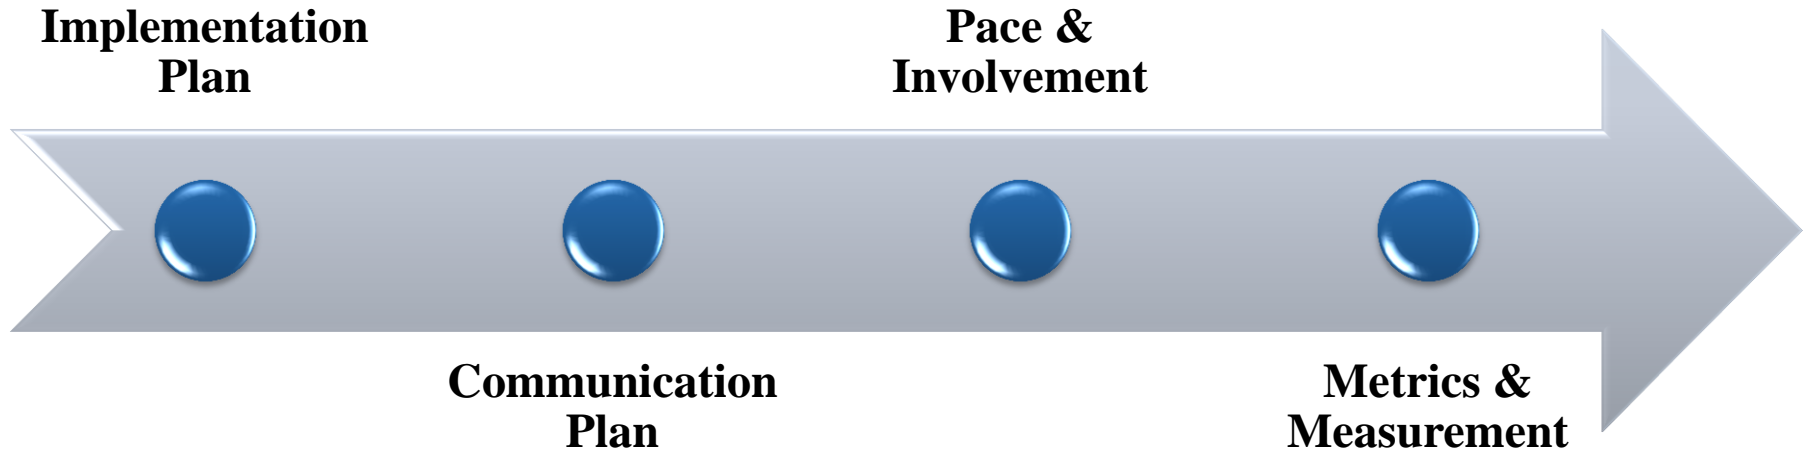 Implementation
Plan
Communication
Plan
Pace &
Involvement
Metrics &
Measurement